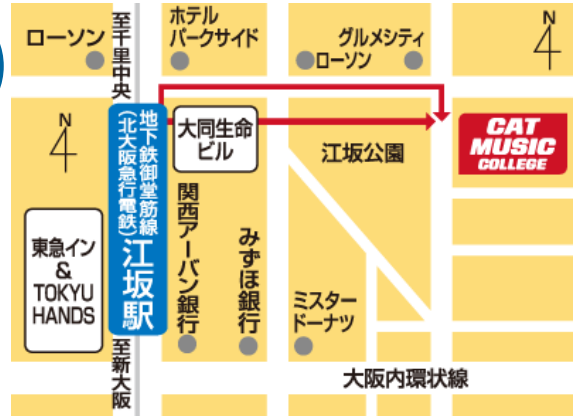 ローソン
至千里中央
ホテル
パークサイド
グルメシティ
ローソン
N
N
地下鉄御堂筋線
(北大阪急行電鉄)
江坂駅
大同生命
ビル
江坂公園
CAT
MUSIC
COLLEGE
東急イン
&
TOKYU
HANDS
関西アーバン銀行
みずほ銀行
ミスター
ドーナツ
至新大阪
大阪内環状線